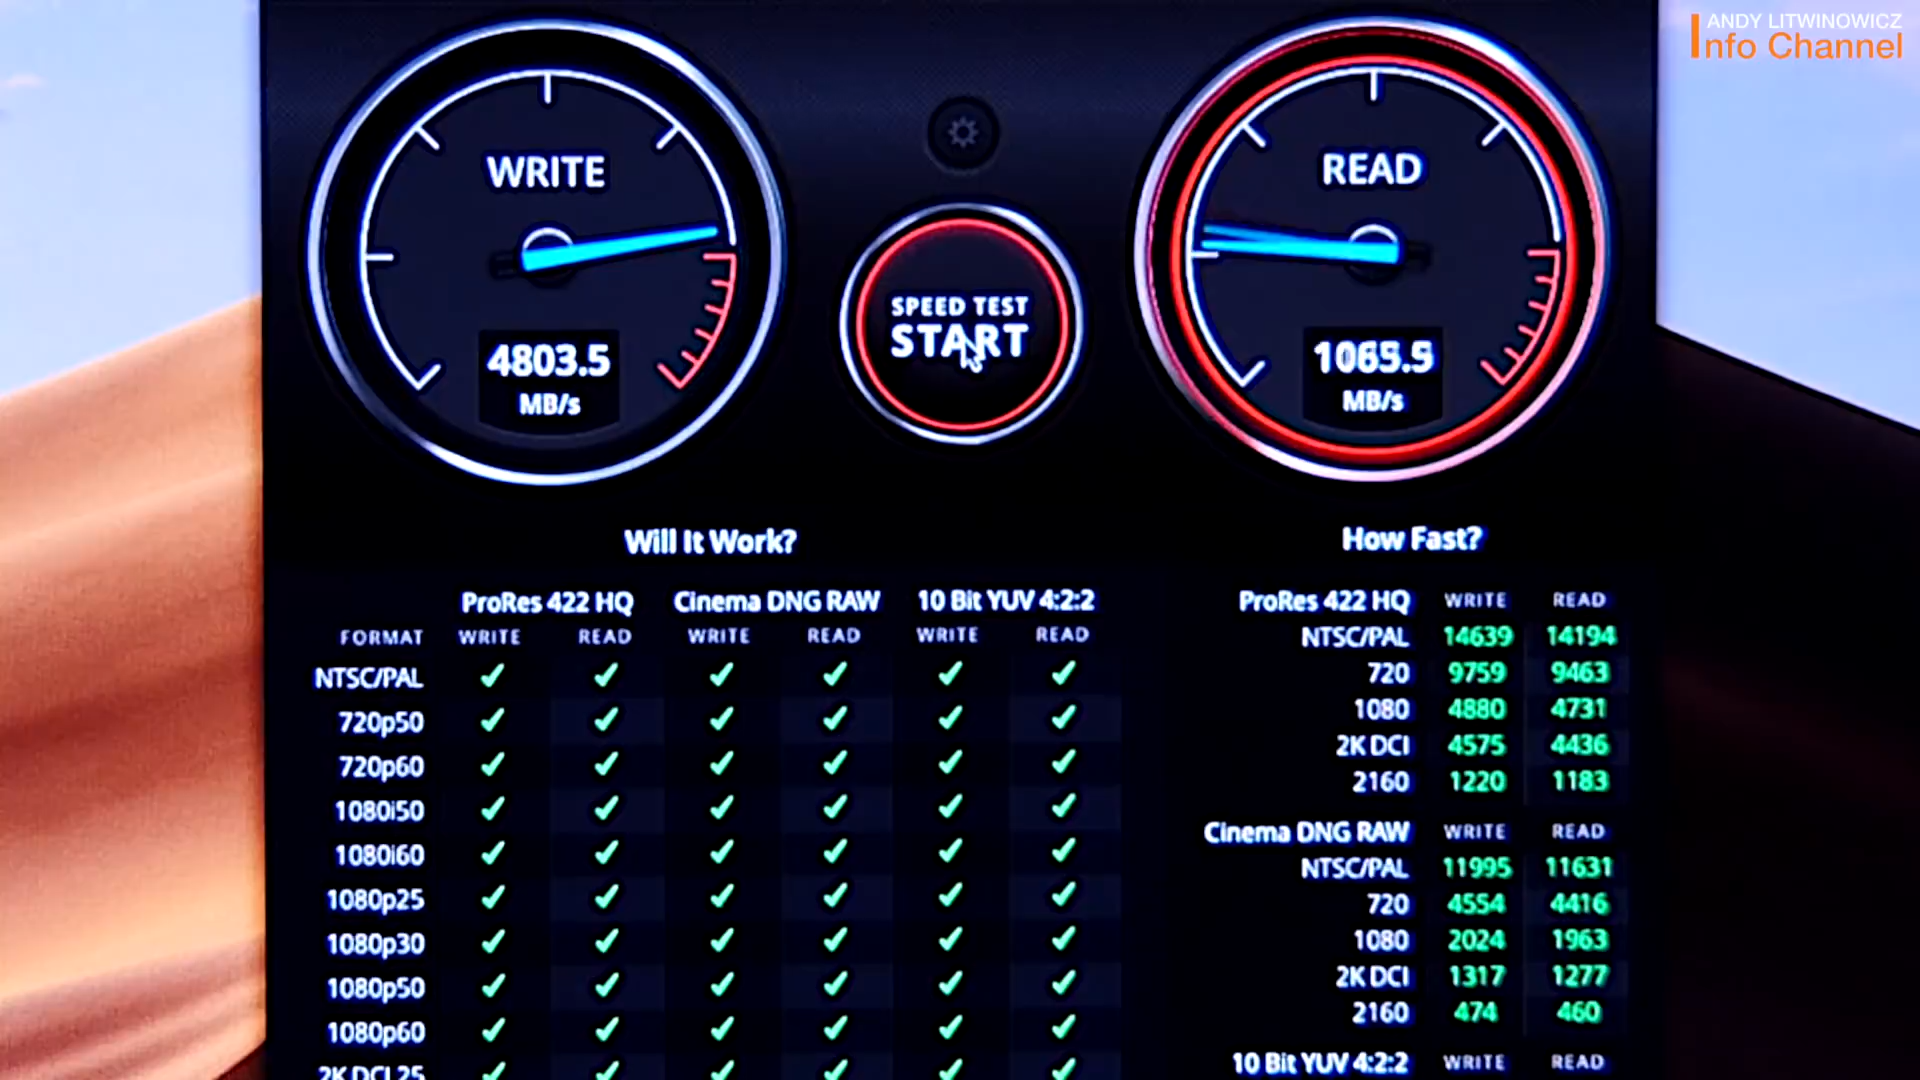 ANDY LITWINOWICZ
Info Channel
WRITE
4803.5
MB/s
SPEED TEST
START
READ
1065.5
MB/s
Will It Work?
ProRes 422 HQ Cinema DNG RAW 10 Bit YUV 4:2:2
FORMAT WRITE READ WRITE READ WRITE READ
NTSC/PAL ✓ ✓ ✓ ✓ ✓ ✓
720p50 ✓ ✓ ✓ ✓ ✓ ✓
720p60 ✓ ✓ ✓ ✓ ✓ ✓
1080i50 ✓ ✓ ✓ ✓ ✓ ✓
1080i60 ✓ ✓ ✓ ✓ ✓ ✓
1080p25 ✓ ✓ ✓ ✓ ✓ ✓
1080p30 ✓ ✓ ✓ ✓ ✓ ✓
1080p50 ✓ ✓ ✓ ✓ ✓ ✓
1080p60 ✓ ✓ ✓ ✓ ✓ ✓
2K DCI 25 ✓ ✓ ✓ ✓ ✓ ✓
How Fast?
ProRes 422 HQ WRITE READ
NTSC/PAL 14639 14194
720 9759 9463
1080 4880 4731
2K DCI 4575 4436
2160 1220 1183
Cinema DNG RAW WRITE READ
NTSC/PAL 11995 11631
720 4554 4416
1080 2024 1963
2K DCI 1317 1277
2160 474 460
10 Bit YUV 4:2:2 WRITE READ